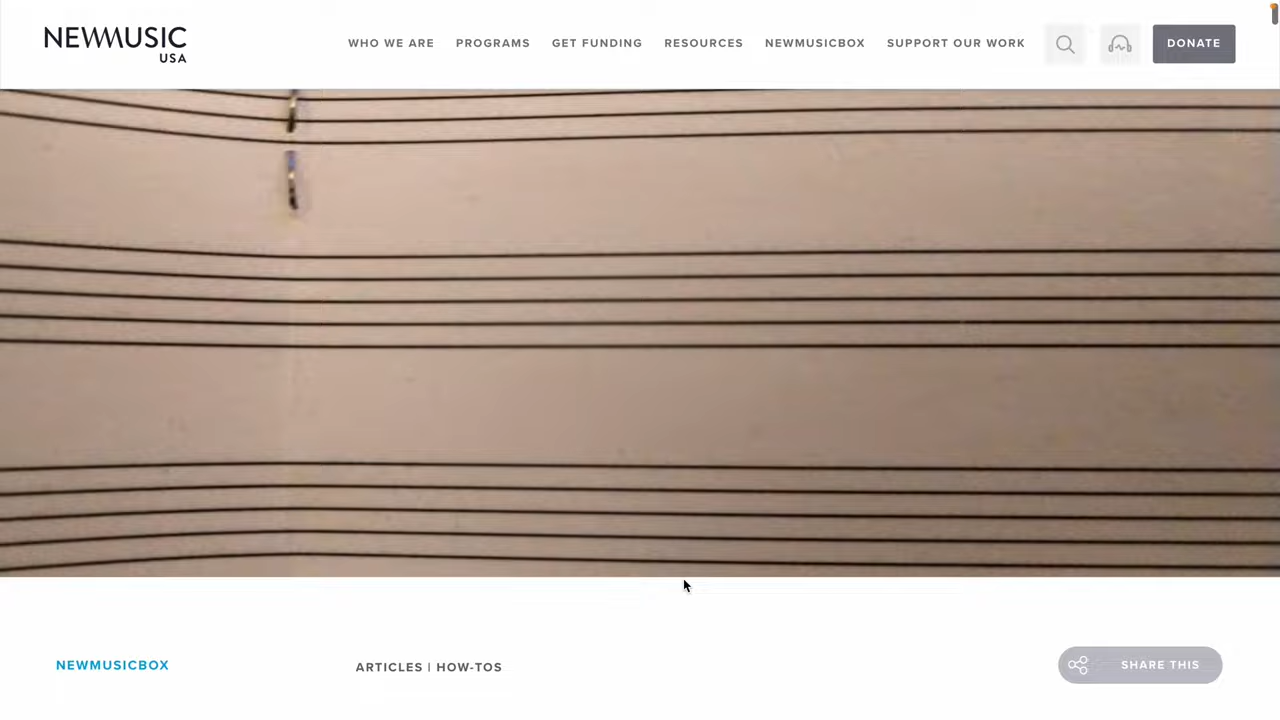 NEWMUSIC
USA
WHO WE ARE PROGRAMS GET FUNDING RESOURCES NEWMUSICBOX SUPPORT OUR WORK DONATE
NEWMUSICBOX ARTICLES | HOW-TOS SHARE THIS